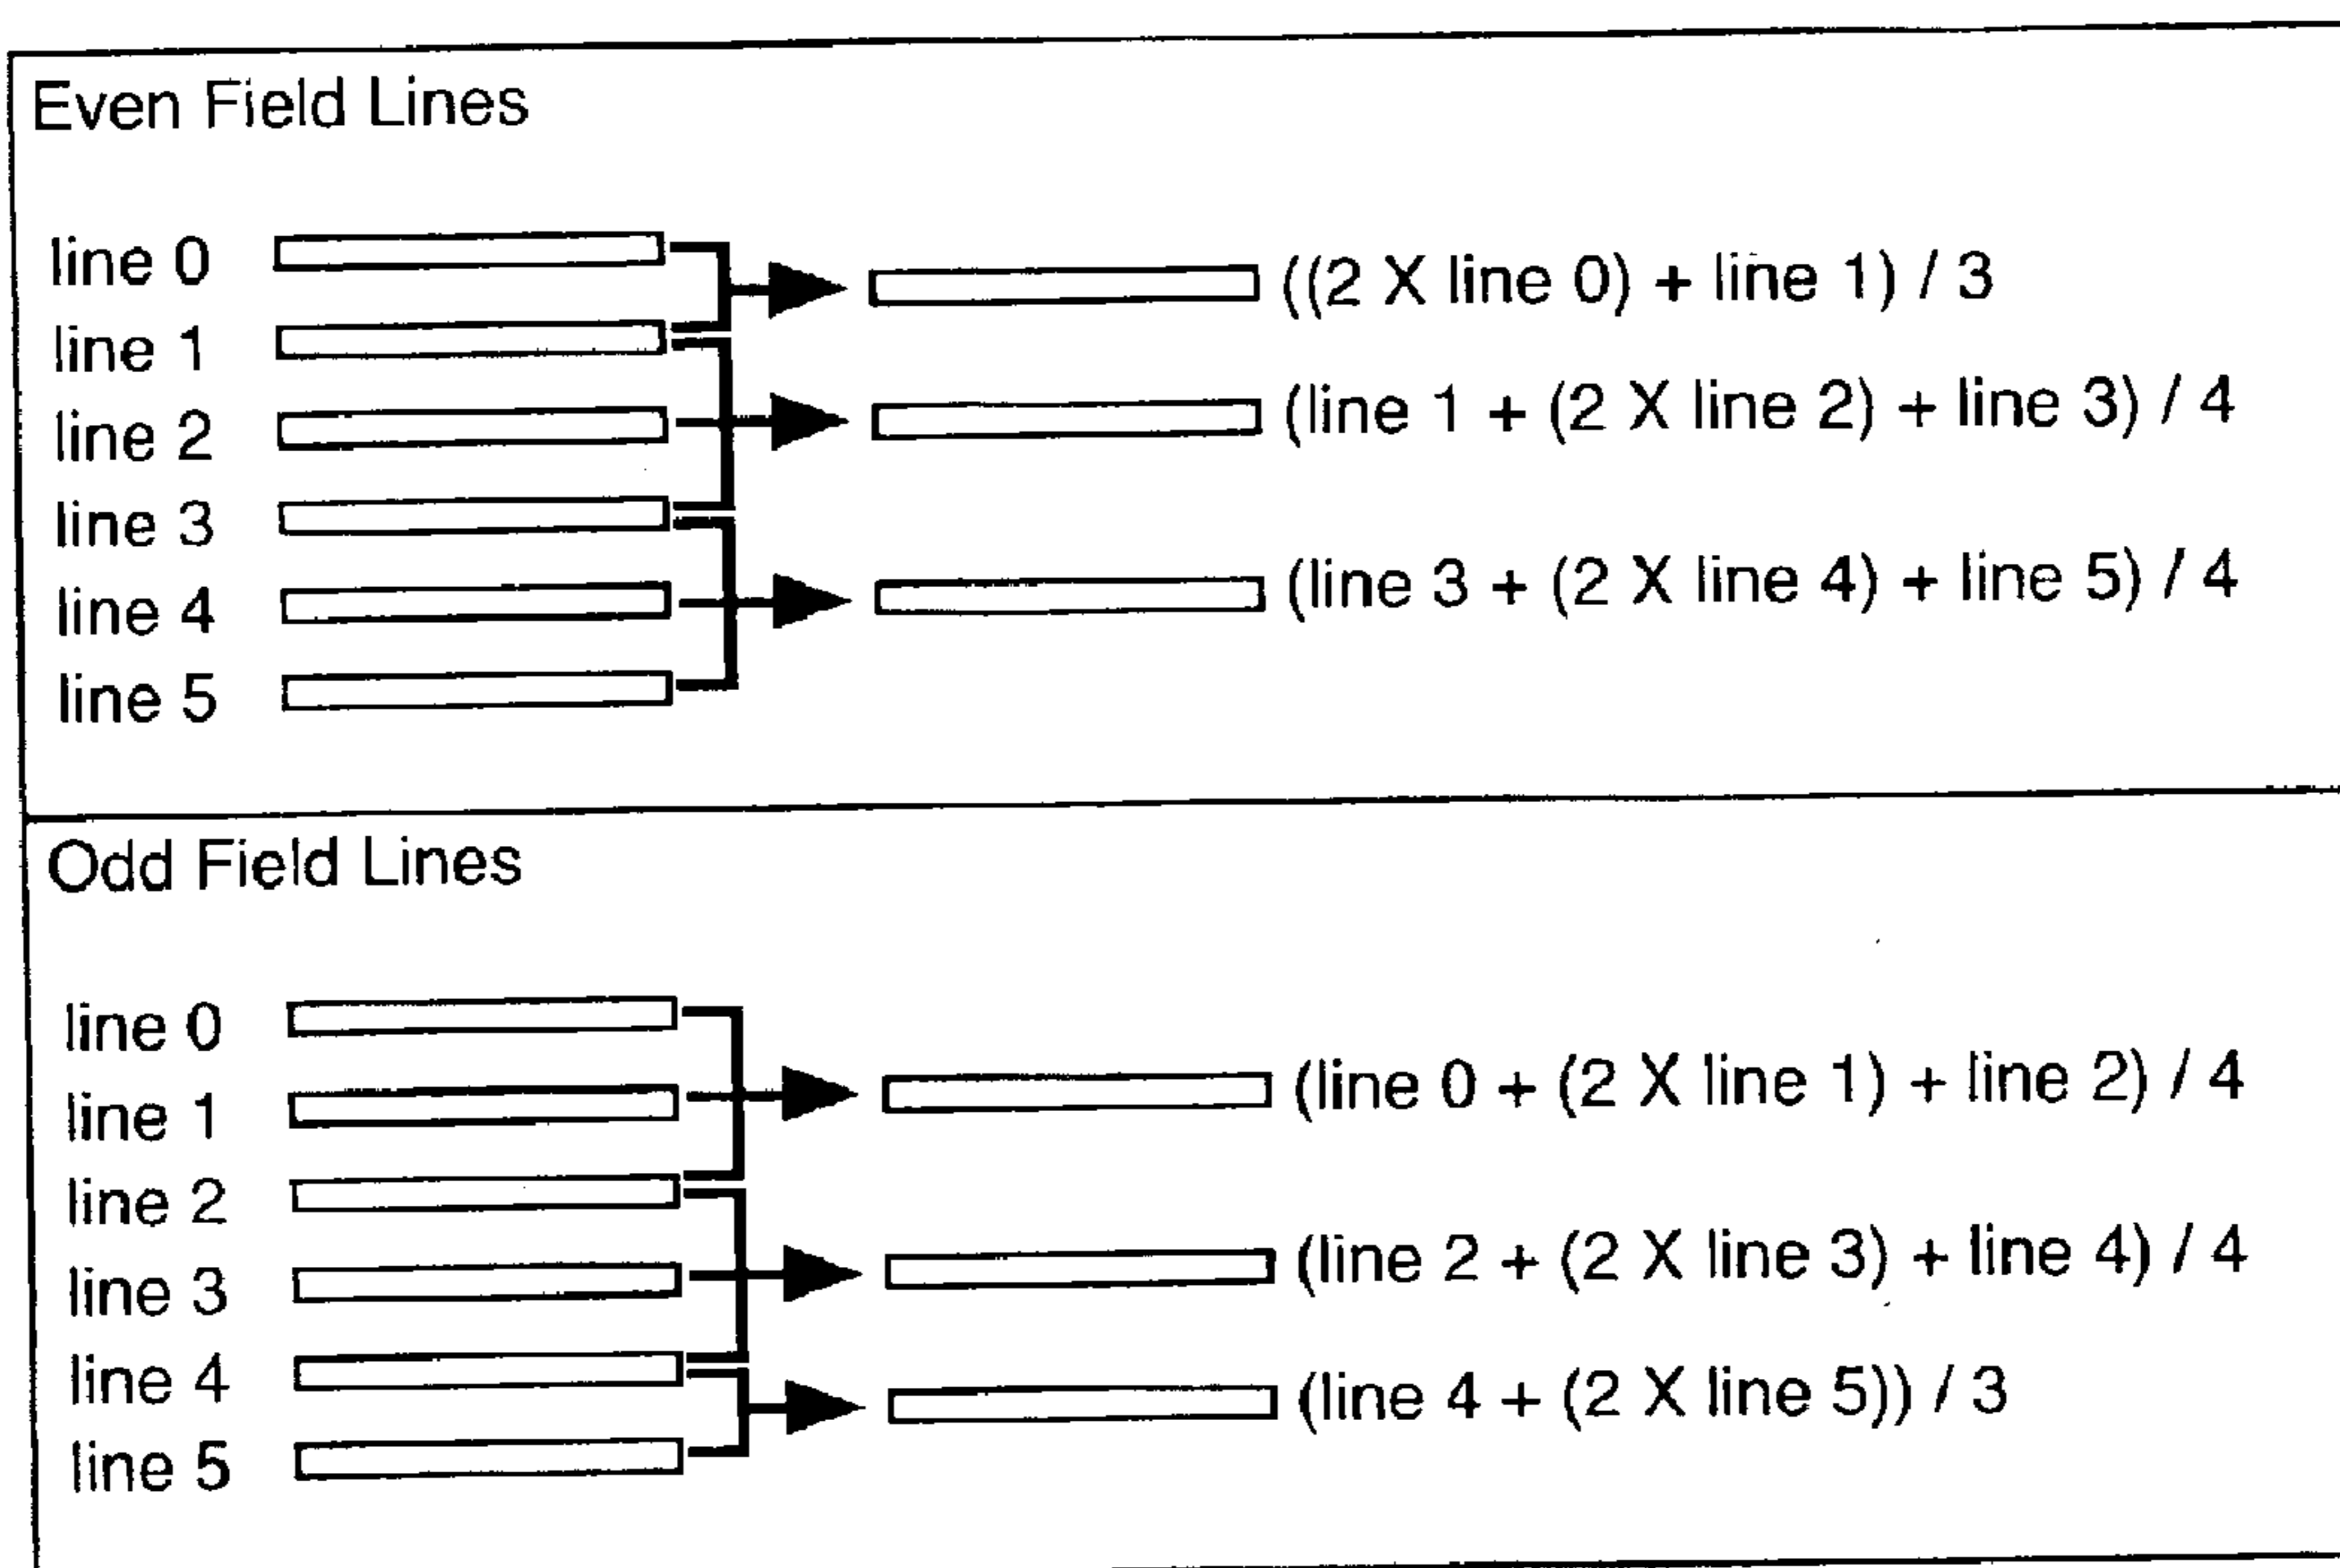 Even Field Lines
line 0
((2 X line 0) + line 1) / 3
line 1
(line 1 + (2 X line 2) + line 3) / 4
line 2
line 3
(line 3 + (2 X line 4) + line 5) / 4
line 4
line 5
Odd Field Lines
line 0
(line 0 + (2 X line 1) + line 2) / 4
line 1
line 2
(line 2 + (2 X line 3) + line 4) / 4
line 3
line 4
(line 4 + (2 X line 5)) / 3
line 5